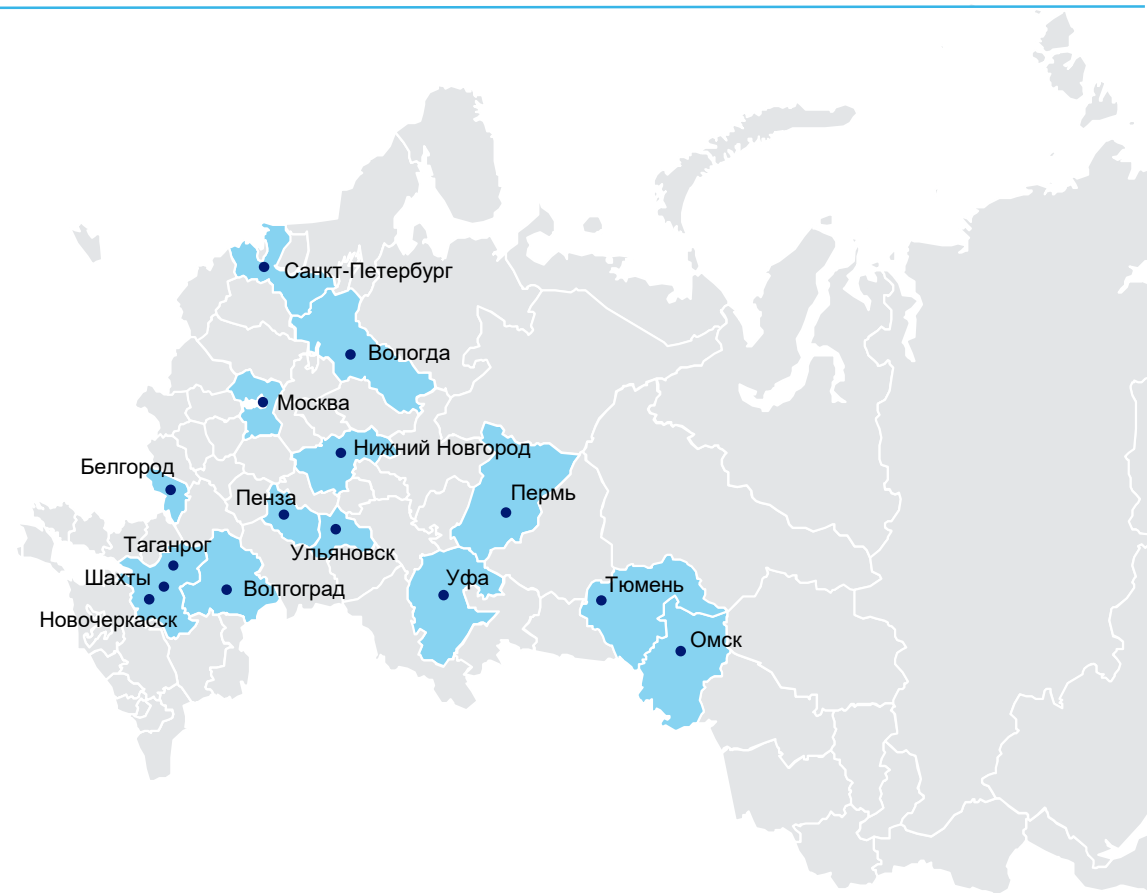 Санкт-Петербург
Вологда
Москва
Нижний Новгород
Белгород
Пенза
Пермь
Таганрог
Ульяновск
Шахты
Уфа
Волгоград
Тюмень
Новочеркасск
Омск